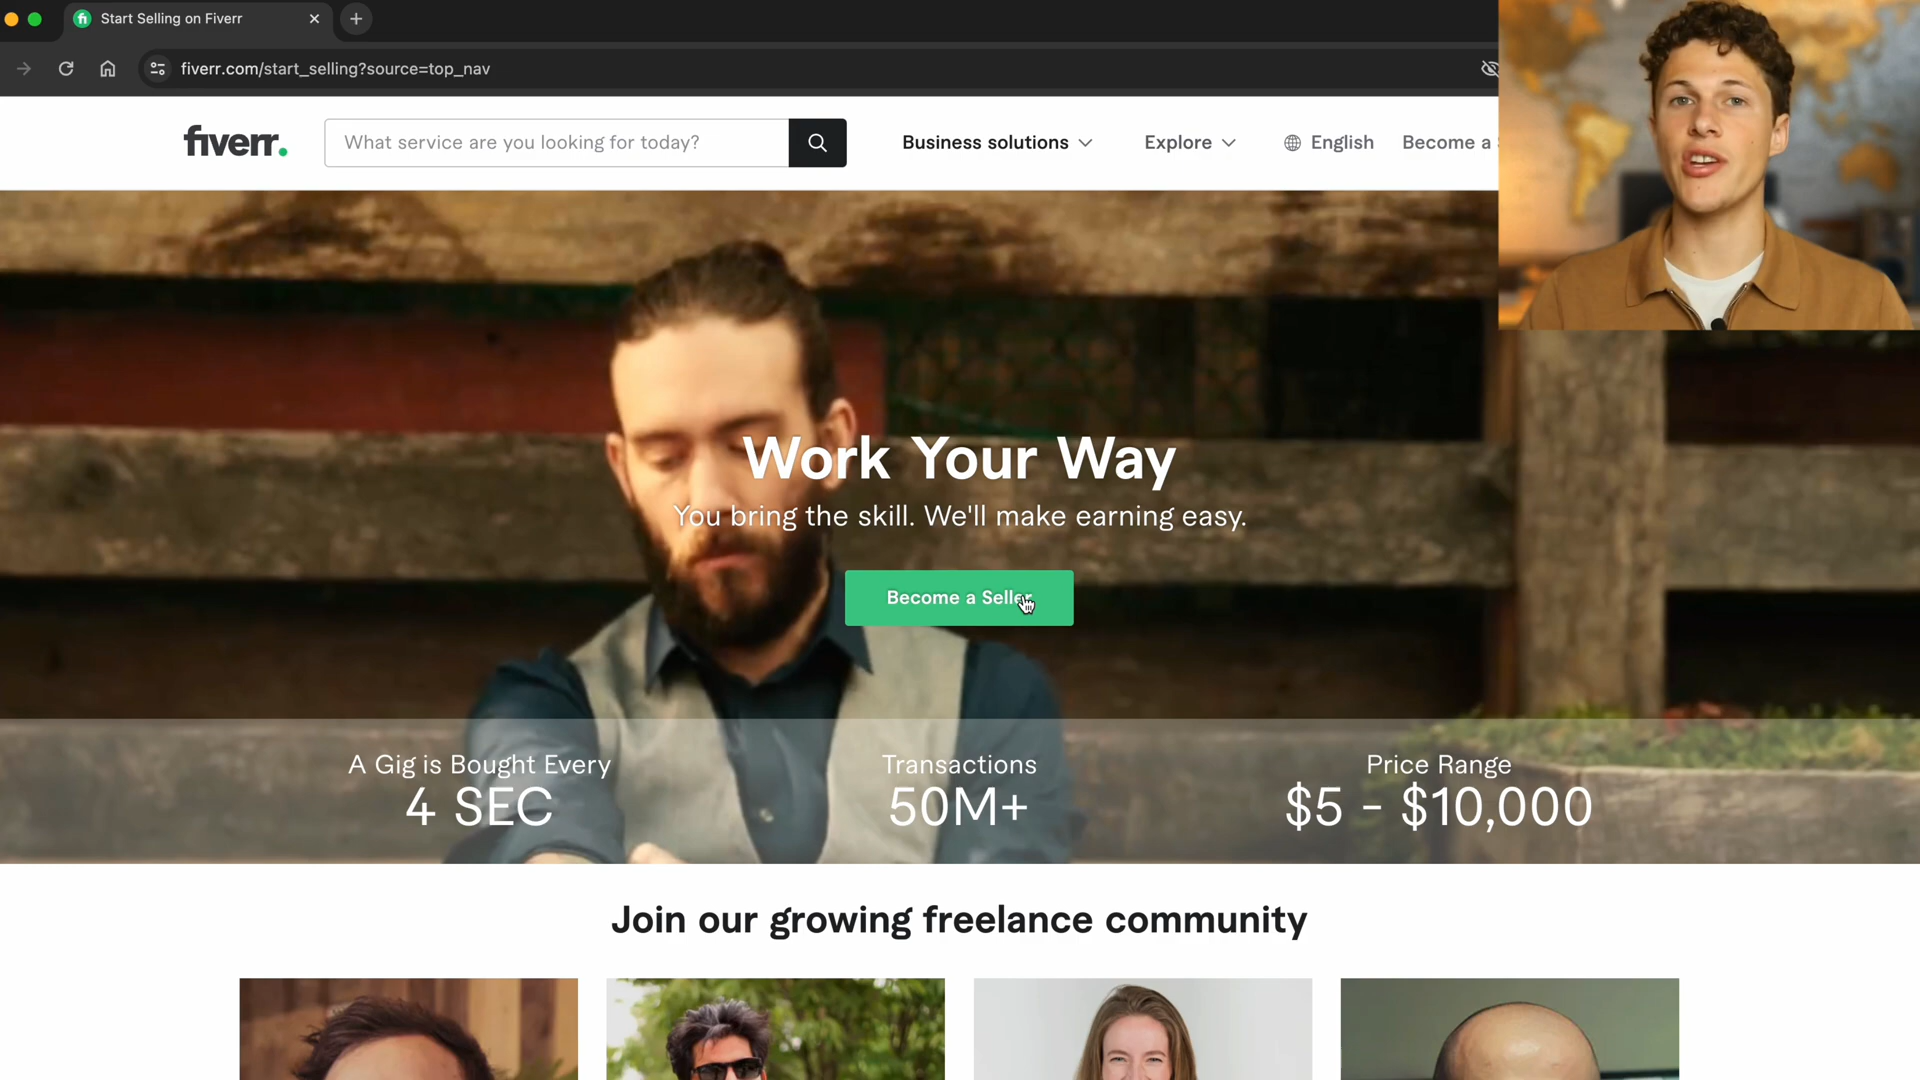 Start Selling on Fiverr
fiverr.com/start_selling?source=top_nav
fiverr.
What service are you looking for today?
Business solutions
Explore
English
Become a
Work Your Way
You bring the skill. We'll make earning easy.
Become a Seller
A Gig is Bought Every
4 SEC
Transactions
50M+
Price Range
$5 - $10,000
Join our growing freelance community